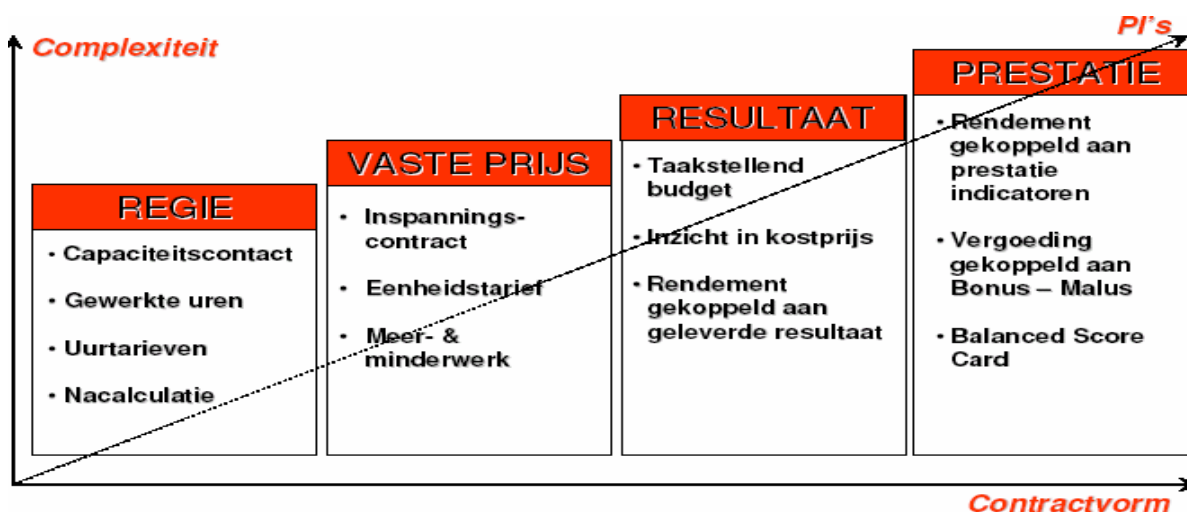 PI's
Complexiteit
PRESTATIE
• Rendement
gekoppeld aan
prestatie
indicatoren
• Vergoeding
gekoppeld aan
Bonus – Malus
• Balanced Score
Card
RESULTAAT
• Taakstellend
budget
• Inzicht in kostprijs
• Rendement
gekoppeld aan
geleverde resultaat
VASTE PRIJS
• Inspannings-
contract
• Eenheidstarief
• Meer- &
minderwerk
REGIE
• Capaciteitscontact
• Gewerkte uren
• Uurtarieven
• Nacalculatie
Contractvorm